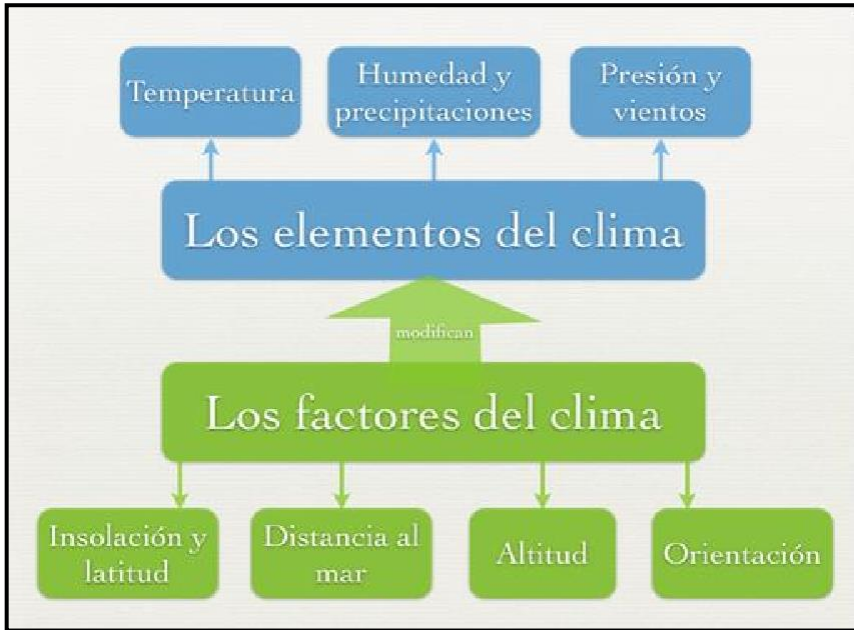 Temperatura
Humedad y
precipitaciones
Presión y
vientos
Los elementos del clima
modifican
Los factores del clima
Insolación y
latitud
Distancia al
mar
Altitud
Orientación